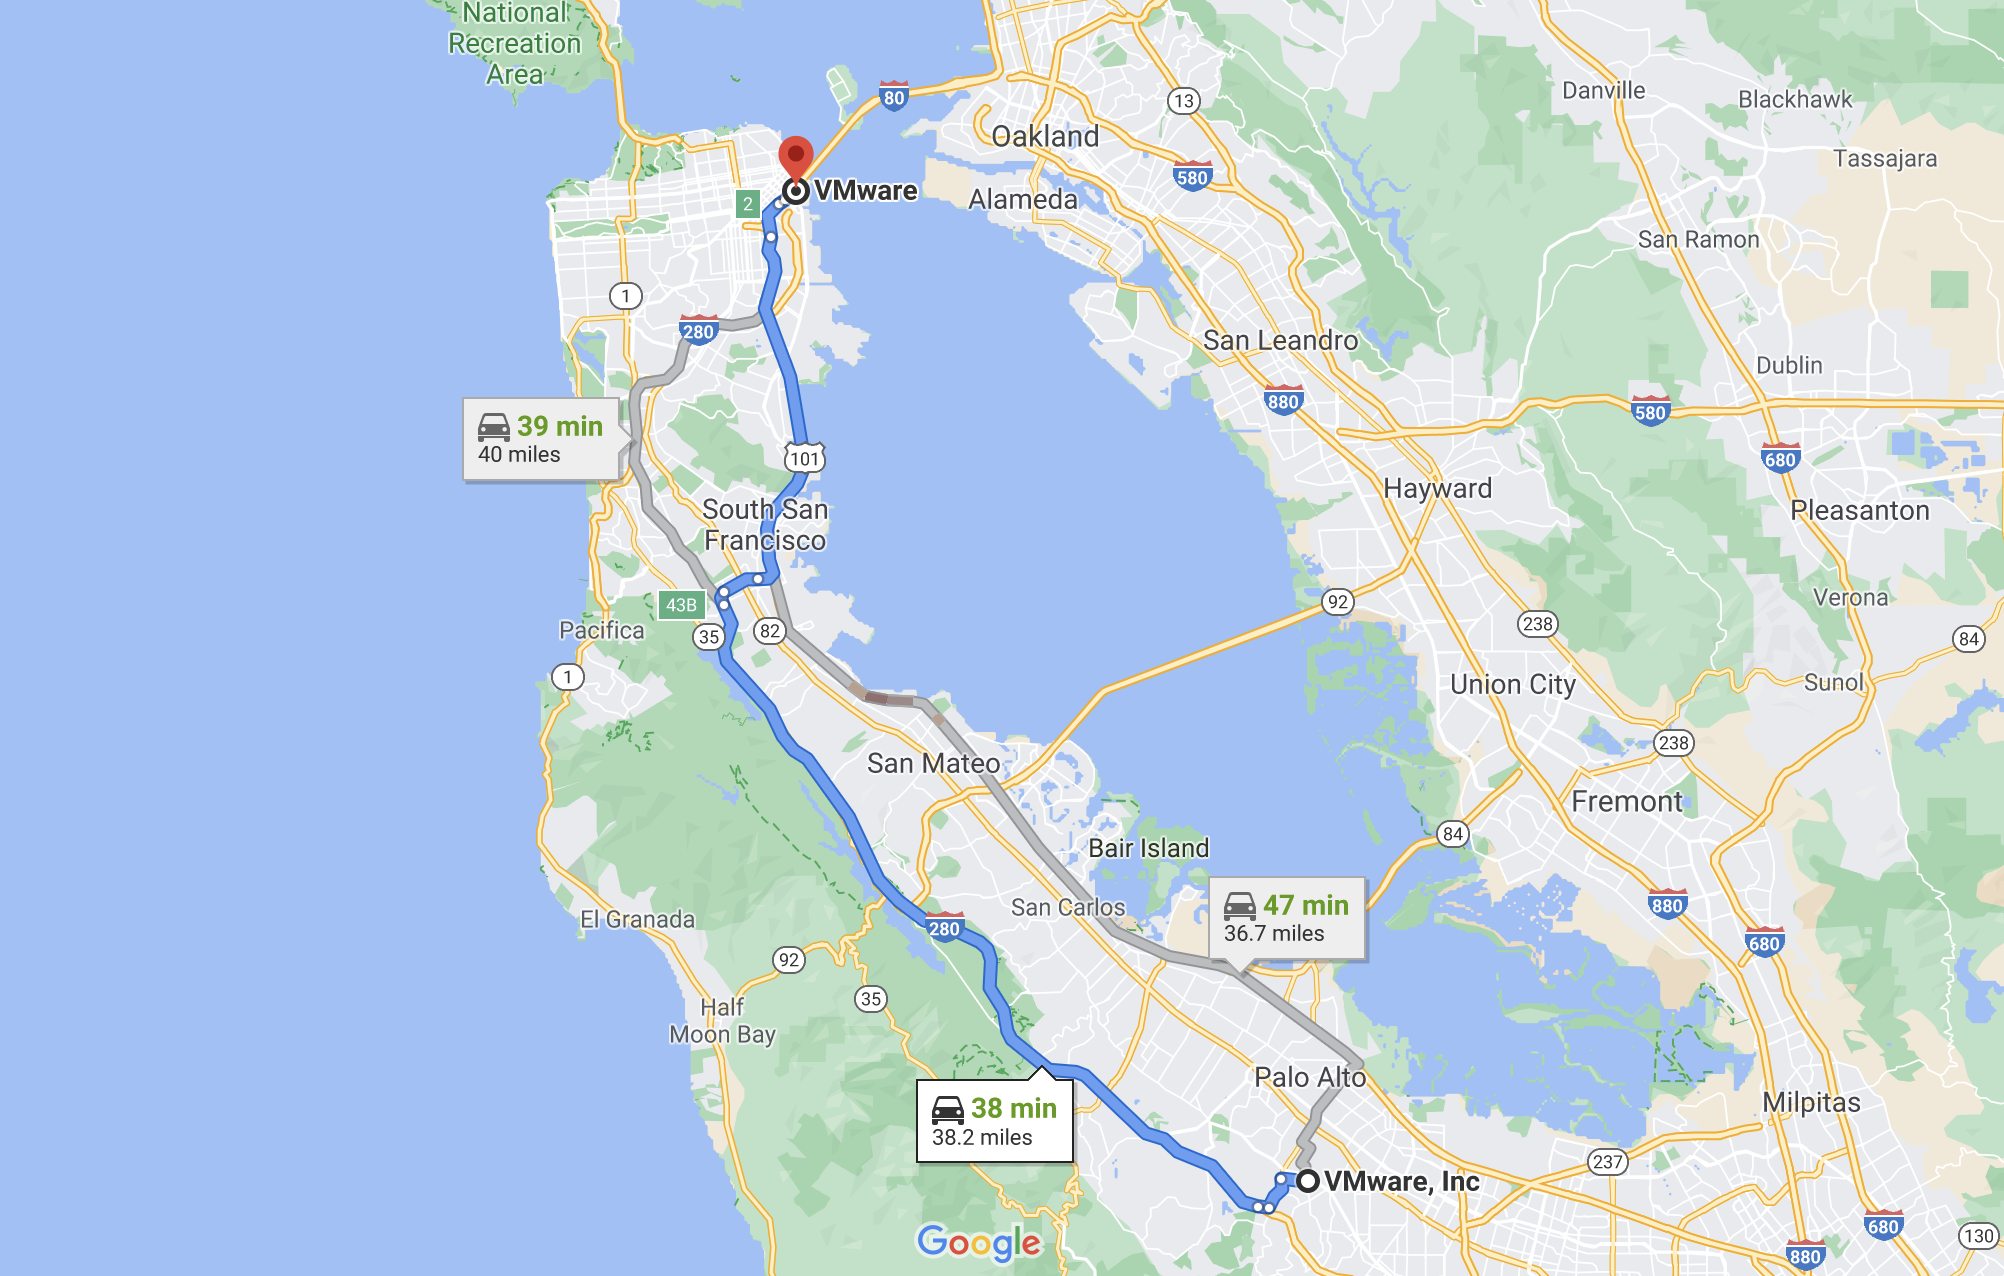 National
Recreation
Area
80
13
Danville
Blackhawk
Oakland
Tassajara
580
VMware
2
Alameda
San Ramon
1
280
San Leandro
Dublin
880
580
39 min
40 miles
101
680
Hayward
South San
Francisco
Pleasanton
43B
92
Verona
Pacifica
35
82
238
84
1
Union City
Sunol
238
San Mateo
Fremont
84
Bair Island
San Carlos
47 min
36.7 miles
880
El Granada
280
680
92
35
Half
Moon Bay
Palo Alto
38 min
38.2 miles
Milpitas
237
VMware, Inc
Google
680
130
880